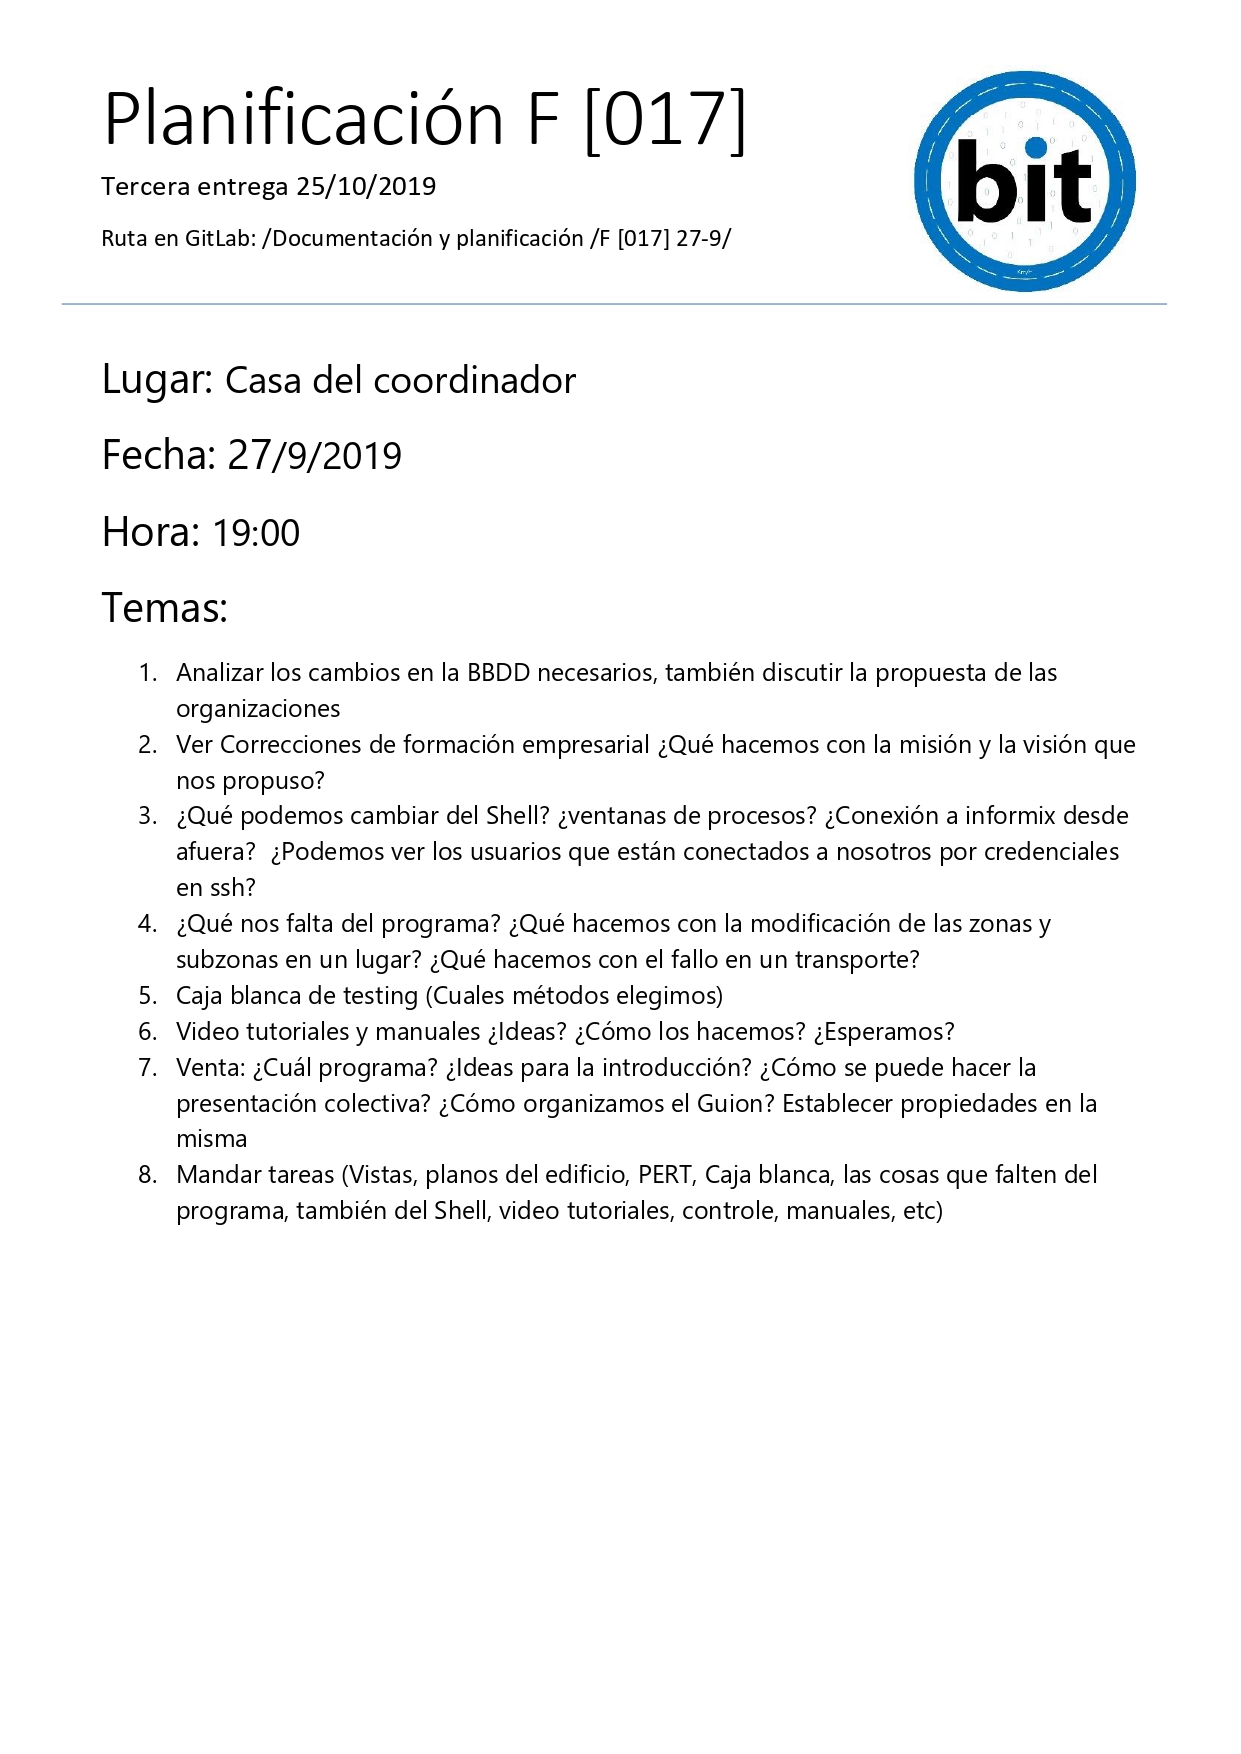 Planificación F [017]
Tercera entrega 25/10/2019
Ruta en GitLab: /Documentación y planificación /F [017] 27-9/
bit
Lugar: Casa del coordinador
Fecha: 27/9/2019
Hora: 19:00
Temas:
1. Analizar los cambios en la BBDD necesarios, también discutir la propuesta de las
organizaciones
2. Ver Correcciones de formación empresarial ¿Qué hacemos con la misión y la visión que
nos propuso?
3. ¿Qué podemos cambiar del Shell? ¿ventanas de procesos? ¿Conexión a informix desde
afuera?  ¿Podemos ver los usuarios que están conectados a nosotros por credenciales
en ssh?
4. ¿Qué nos falta del programa? ¿Qué hacemos con la modificación de las zonas y
subzonas en un lugar? ¿Qué hacemos con el fallo en un transporte?
5. Caja blanca de testing (Cuales métodos elegimos)
6. Video tutoriales y manuales ¿Ideas? ¿Cómo los hacemos? ¿Esperamos?
7. Venta: ¿Cuál programa? ¿Ideas para la introducción? ¿Cómo se puede hacer la
presentación colectiva? ¿Cómo organizamos el Guion? Establecer propiedades en la
misma
8. Mandar tareas (Vistas, planos del edificio, PERT, Caja blanca, las cosas que falten del
programa, también del Shell, video tutoriales, controle, manuales, etc)